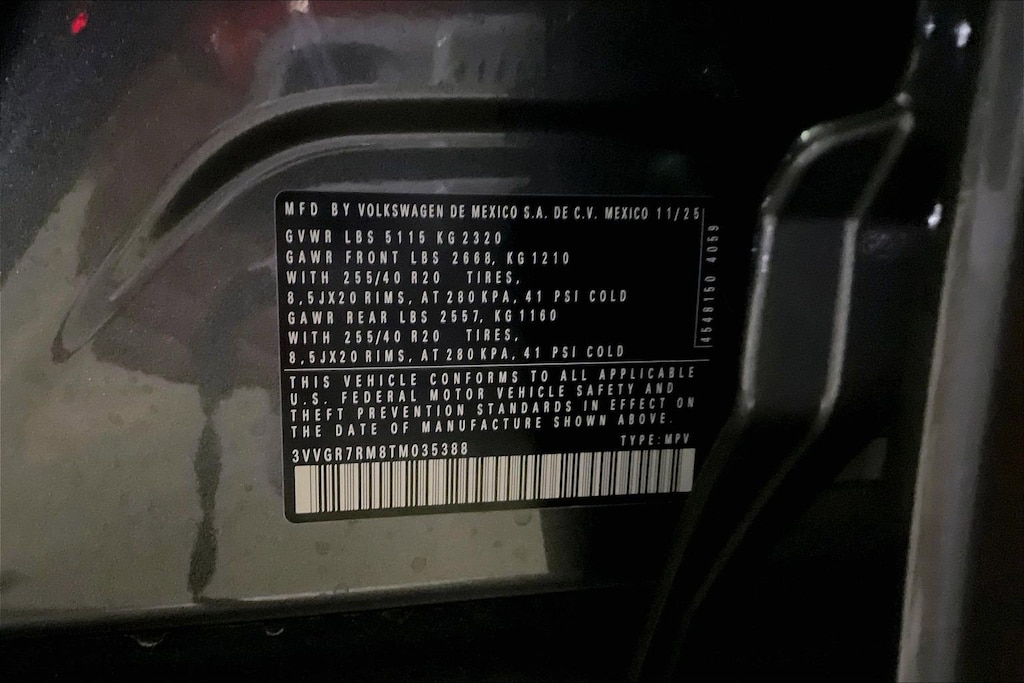 MFD BY VOLKSWAGEN DE MEXICO S.A. DE C.V. MEXICO 11/25
GVWR LBS 5115 KG 2320
GAWR FRONT LBS 2668, KG 1210
WITH 255/40 R20 TIRES,
8,5JX20 RIMS, AT 280 KPA, 41 PSI COLD
GAWR REAR LBS 2557, KG 1160
WITH 255/40 R20 TIRES,
8,5JX20 RIMS, AT 280 KPA, 41 PSI COLD
4548150 4059
THIS VEHICLE CONFORMS TO ALL APPLICABLE
U.S. FEDERAL MOTOR VEHICLE SAFETY AND
THEFT PREVENTION STANDARDS IN EFFECT ON
THE DATE OF MANUFACTURE SHOWN ABOVE.
3VVGR7RM8TM035388 TYPE: MPV